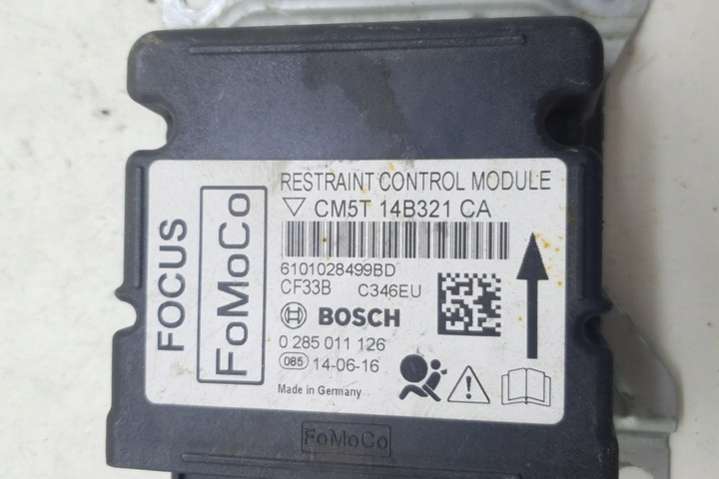 FOCUS
FoMoCo
RESTRAINT CONTROL MODULE
CM5T 14B321 CA
6101028499BD
CF33B C346EU
BOSCH
0 285 011 126
085 14-06-16
Made in Germany
FoMoCo